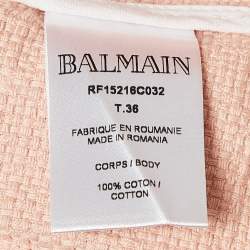 BALMAIN
RF15216C032
T.36
FABRIQUE EN ROUMANIE
MADE IN ROMANIA
CORPS / BODY
100% COTON /
COTTON